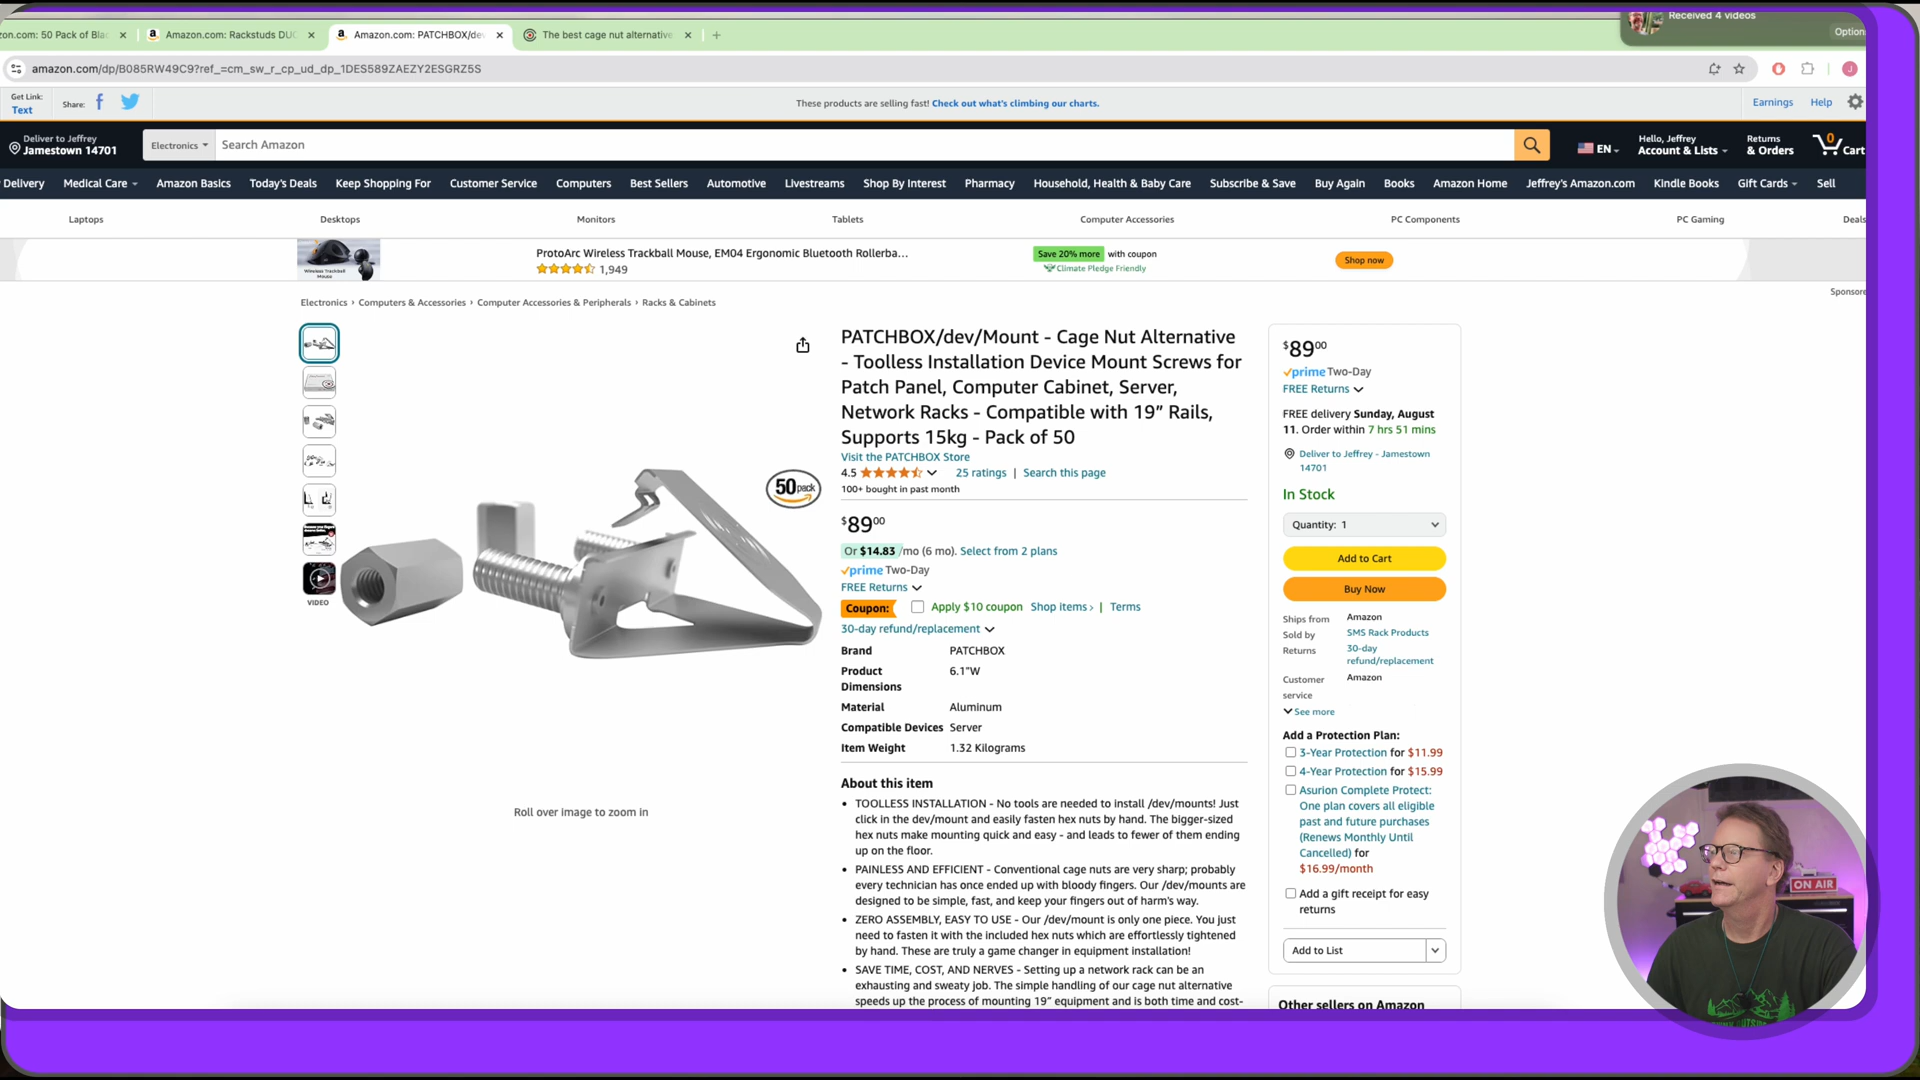 Received 4 videos
Option
zon.com: 50 Pack of Bla
Amazon.com: Rackstuds DUO
Amazon.com: PATCHBOX/de
The best cage nut alternative
amazon.com/dp/B085RW49C9?ref_=cm_sw_r_cp_ud_dp_1DES589ZAEZY2ESGRZ5S
J
Get Link:
Text
Share:
These products are selling fast! Check out what's climbing our charts.
Earnings
Help
Deliver to Jeffrey
Jamestown 14701
Electronics
Search Amazon
EN
Hello, Jeffrey
Account & Lists
Returns
& Orders
0
Cart
Delivery
Medical Care
Amazon Basics
Today's Deals
Keep Shopping For
Customer Service
Computers
Best Sellers
Automotive
Livestreams
Shop By Interest
Pharmacy
Household, Health & Baby Care
Subscribe & Save
Buy Again
Books
Amazon Home
Jeffrey's Amazon.com
Kindle Books
Gift Cards
Sell
Laptops
Desktops
Monitors
Tablets
Computer Accessories
PC Components
PC Gaming
Deals
Wireless Trackball
Mouse
ProtoArc Wireless Trackball Mouse, EM04 Ergonomic Bluetooth Rollerba…
1,949
Save 20% more with coupon
Climate Pledge Friendly
Shop now
Sponsore
Electronics › Computers & Accessories › Computer Accessories & Peripherals › Racks & Cabinets
VIDEO
50 pack
Roll over image to zoom in
PATCHBOX/dev/Mount - Cage Nut Alternative
- Toolless Installation Device Mount Screws for
Patch Panel, Computer Cabinet, Server,
Network Racks - Compatible with 19” Rails,
Supports 15kg - Pack of 50
Visit the PATCHBOX Store
4.5
25 ratings | Search this page
100+ bought in past month
$8900
Or $14.83 /mo (6 mo). Select from 2 plans
prime Two-Day
FREE Returns
Coupon: Apply $10 coupon Shop items › | Terms
30-day refund/replacement
Brand PATCHBOX
Product 6.1"W
Dimensions
Material Aluminum
Compatible Devices Server
Item Weight 1.32 Kilograms
About this item
• TOOLLESS INSTALLATION - No tools are needed to install /dev/mounts! Just
click in the dev/mount and easily fasten hex nuts by hand. The bigger-sized
hex nuts make mounting quick and easy - and leads to fewer of them ending
up on the floor.
• PAINLESS AND EFFICIENT - Conventional cage nuts are very sharp; probably
every technician has once ended up with bloody fingers. Our /dev/mounts are
designed to be simple, fast, and keep your fingers out of harm's way.
• ZERO ASSEMBLY, EASY TO USE - Our /dev/mount is only one piece. You just
need to fasten it with the included hex nuts which are effortlessly tightened
by hand. These are truly a game changer in equipment installation!
• SAVE TIME, COST, AND NERVES - Setting up a network rack can be an
exhausting and sweaty job. The simple handling of our cage nut alternative
speeds up the process of mounting 19” equipment and is both time and cost-
$8900
prime Two-Day
FREE Returns
FREE delivery Sunday, August
11. Order within 7 hrs 51 mins
Deliver to Jeffrey - Jamestown
14701
In Stock
Quantity: 1
Add to Cart
Buy Now
Ships from Amazon
Sold by SMS Rack Products
Returns 30-day
refund/replacement
Customer Amazon
service
See more
Add a Protection Plan:
3-Year Protection for $11.99
4-Year Protection for $15.99
Asurion Complete Protect:
One plan covers all eligible
past and future purchases
(Renews Monthly Until
Cancelled) for
$16.99/month
Add a gift receipt for easy
returns
Add to List
Other sellers on Amazon
ON AIR